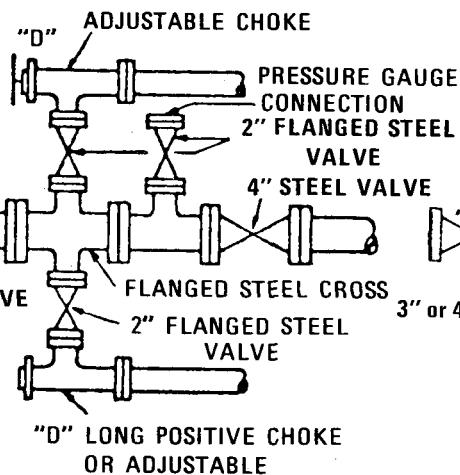 "D"
ADJUSTABLE CHOKE
PRESSURE GAUGE
CONNECTION
2" FLANGED STEEL
VALVE
4" STEEL VALVE
FLANGED STEEL CROSS
VE
3" or 4
2" FLANGED STEEL
VALVE
"D" LONG POSITIVE CHOKE
OR ADJUSTABLE